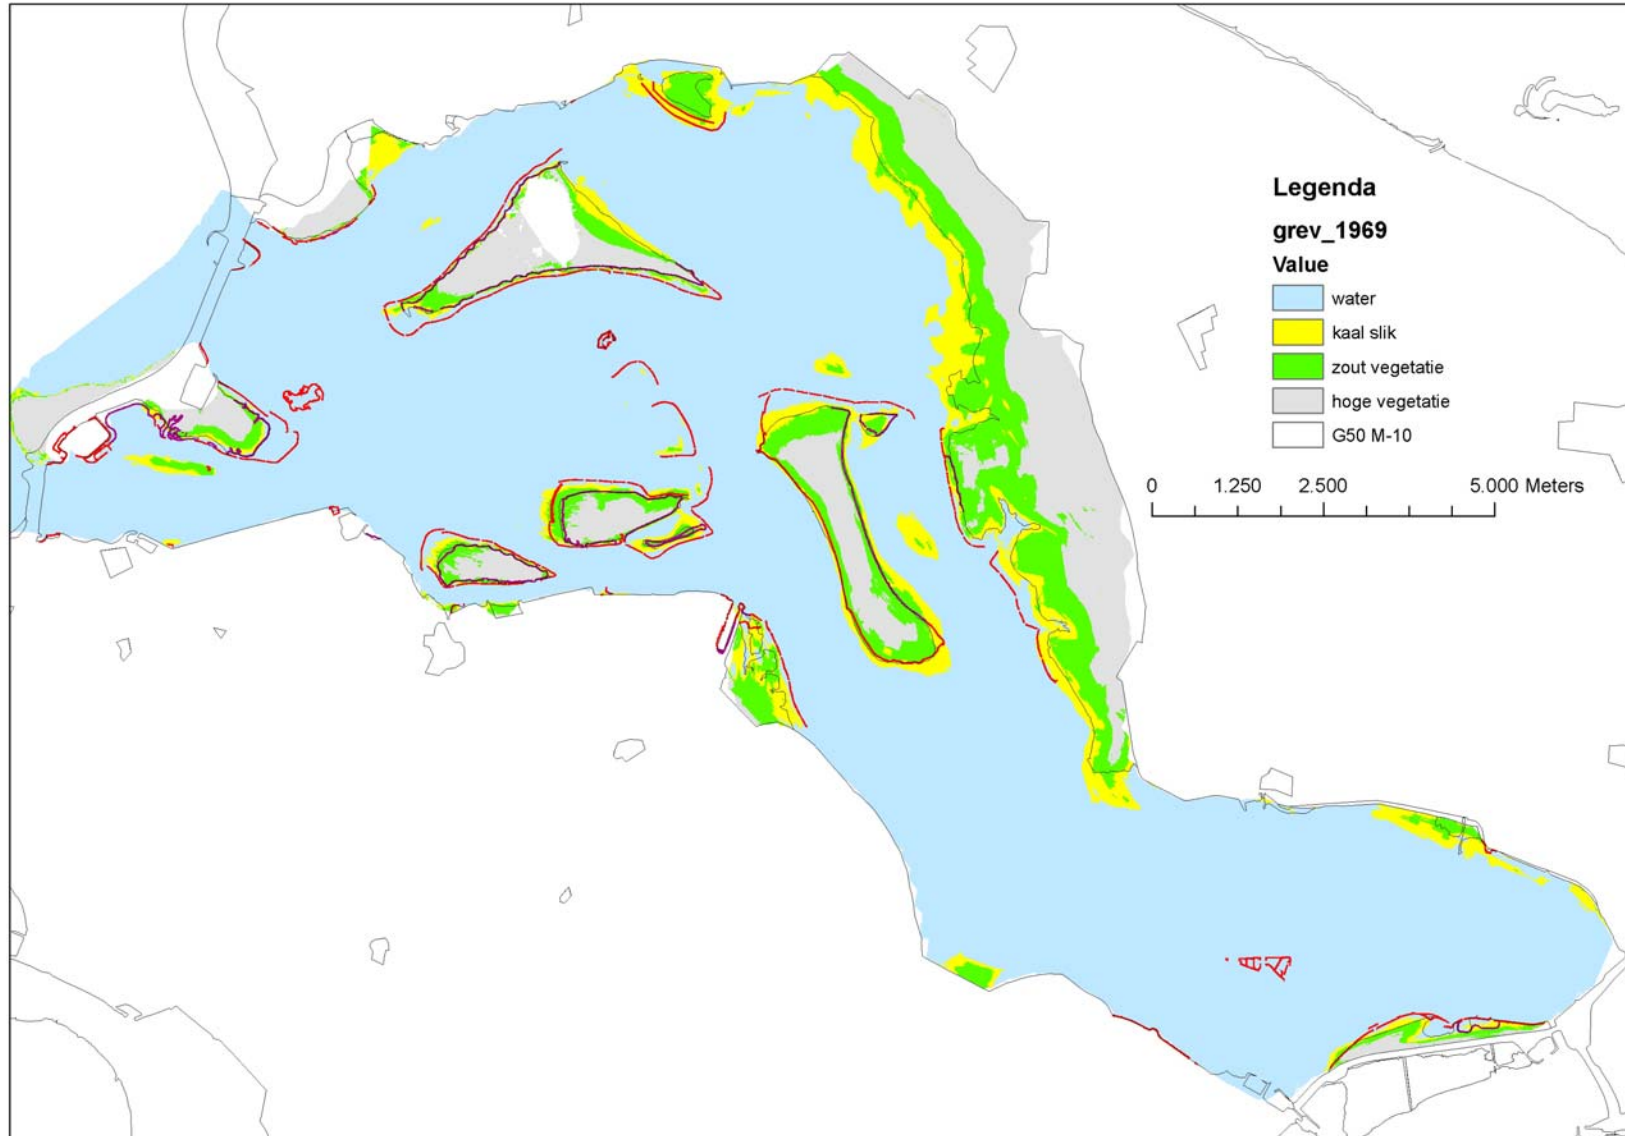 Legenda
grev_1969
Value
water
kaal slik
zout vegetatie
hoge vegetatie
G50 M-10
0 1.250 2.500 5.000 Meters